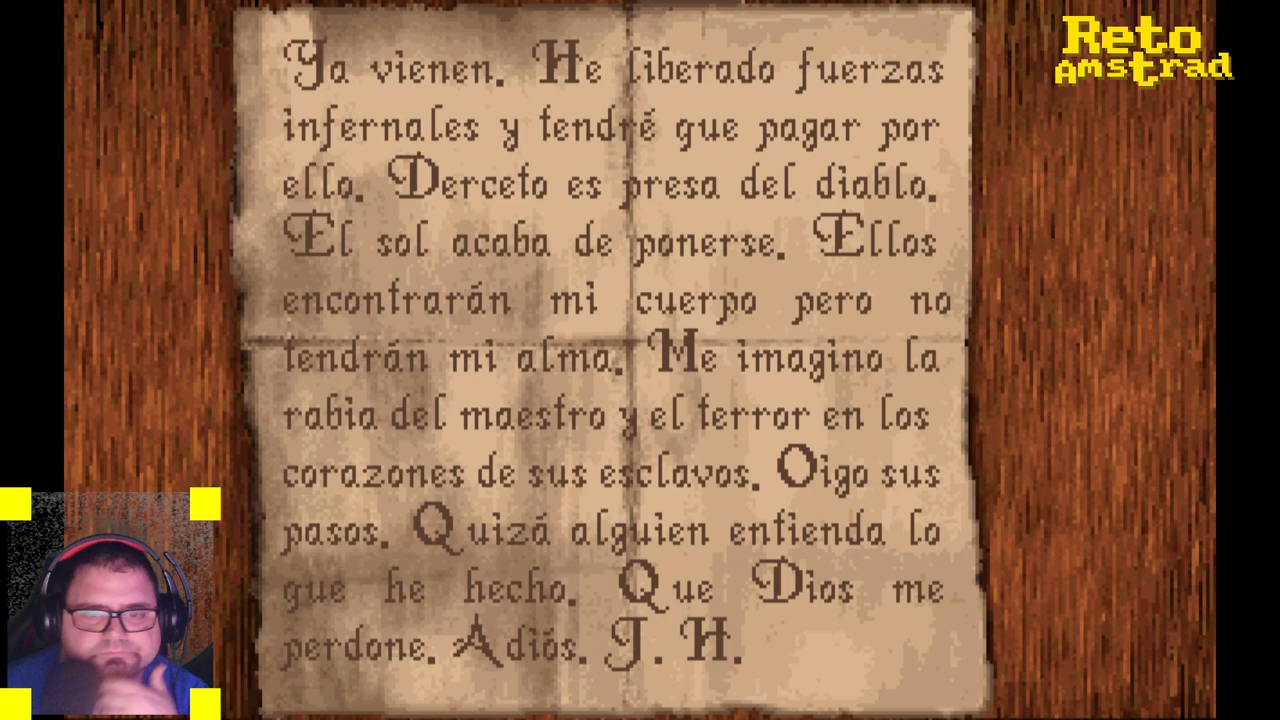 Reto
Amstrad
Ya vienen. He liberado fuerzas
infernales y tendré que pagar por
ello. Derceto es presa del diablo.
El sol acaba de ponerse. Ellos
encontrarán mi cuerpo pero no
tendrán mi alma. Me imagino la
rabia del maestro y el terror en los
corazones de sus esclavos. Oigo sus
pasos. Quizá alguien entienda lo
que he hecho. Que Dios me
perdone. Adiós. J. H.